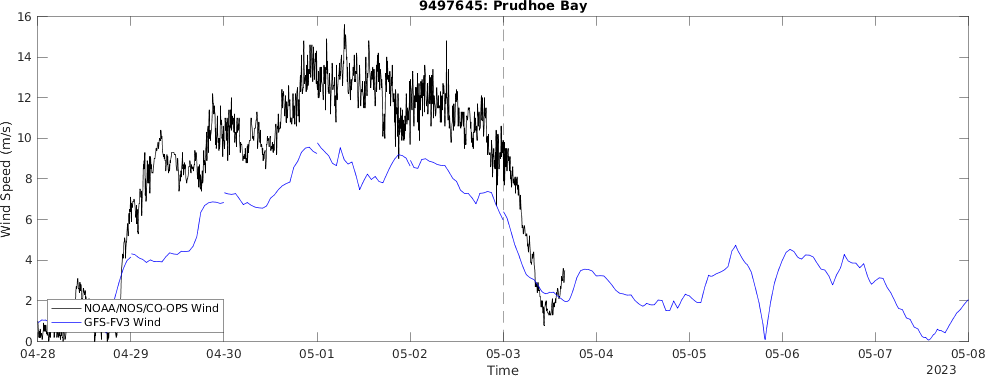 9497645: Prudhoe Bay
Wind Speed (m/s)
16
14
12
10
8
6
4
2
0
NOAA/NOS/CO-OPS Wind
GFS-FV3 Wind
04-28 04-29 04-30 05-01 05-02 05-03 05-04 05-05 05-06 05-07 05-08
Time
2023